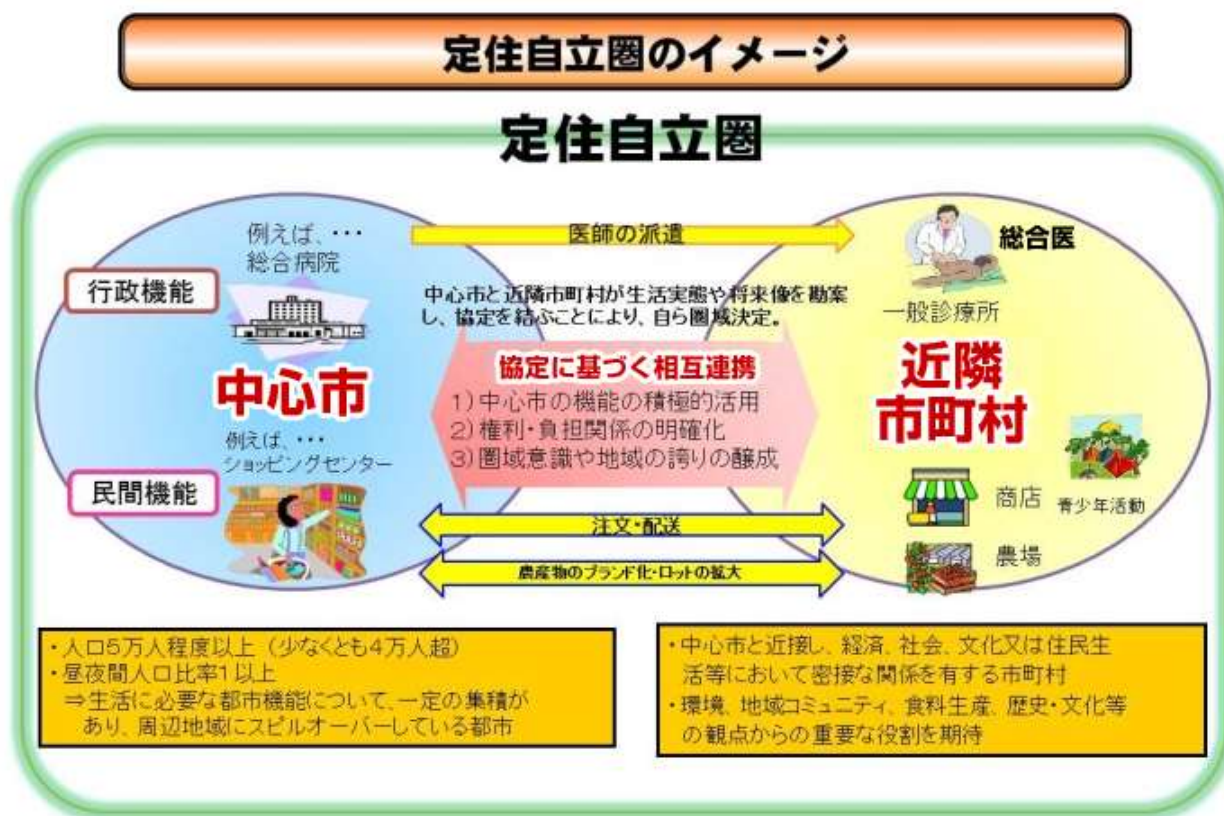 定住自立圏のイメージ
定住自立圏
例えば、・・・
総合病院
行政機能
中心市
例えば、・・・
ショッピングセンター
民間機能
医師の派遣
中心市と近隣市町村が生活実態や将来像を勘案
し、協定を結ぶことにより、自ら圏域決定。
協定に基づく相互連携
1)中心市の機能の積極的活用
2)権利・負担関係の明確化
3)圏域意識や地域の誇りの醸成
注文・配送
農産物のブランド化・ロットの拡大
総合医
一般診療所
近隣
市町村
商店
青少年活動
農場
・人口5万人程度以上（少なくとも4万人超）
・昼夜間人口比率1以上
⇒生活に必要な都市機能について、一定の集積が
あり、周辺地域にスピルオーバーしている都市
・中心市と近接し、経済、社会、文化又は住民生
活等において密接な関係を有する市町村
・環境、地域コミュニティ、食料生産、歴史・文化等
の観点からの重要な役割を期待